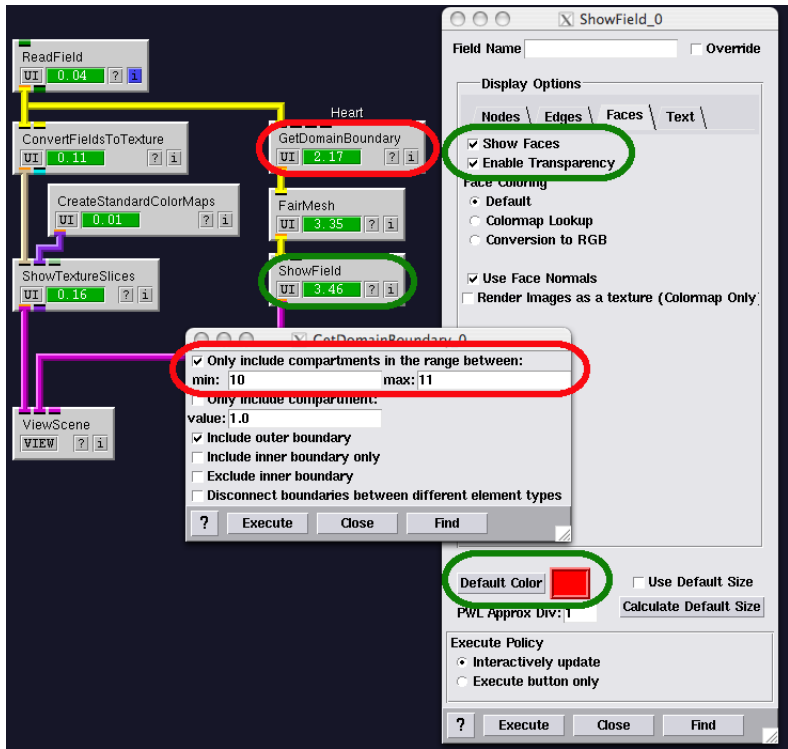 ReadField
UI 0.04 ? i
ConvertFieldsToTexture
UI 0.11 ? i
CreateStandardColorMaps
UI 0.01 ? i
ShowTextureSlices
UI 0.16 ? i
ViewScene
VIEW ? i
Heart
GetDomainBoundary
UI 2.17 ? i
FairMesh
UI 3.35 ? i
ShowField
UI 3.46 ? i
GetDomainBoundary_0
Only include compartments in the range between:
min: 10 max: 11
Only include compartment:
value: 1.0
Include outer boundary
Include inner boundary only
Exclude inner boundary
Disconnect boundaries between different element types
? Execute Close Find
X ShowField_0
Field Name Override
Display Options
Nodes \ Edges \ Faces \ Text \
Show Faces
Enable Transparency
Face Coloring
Default
Colormap Lookup
Conversion to RGB
Use Face Normals
Render Images as a texture (Colormap Only)
Default Color Use Default Size
PWL Approx Div: 1 Calculate Default Size
Execute Policy
Interactively update
Execute button only
? Execute Close Find